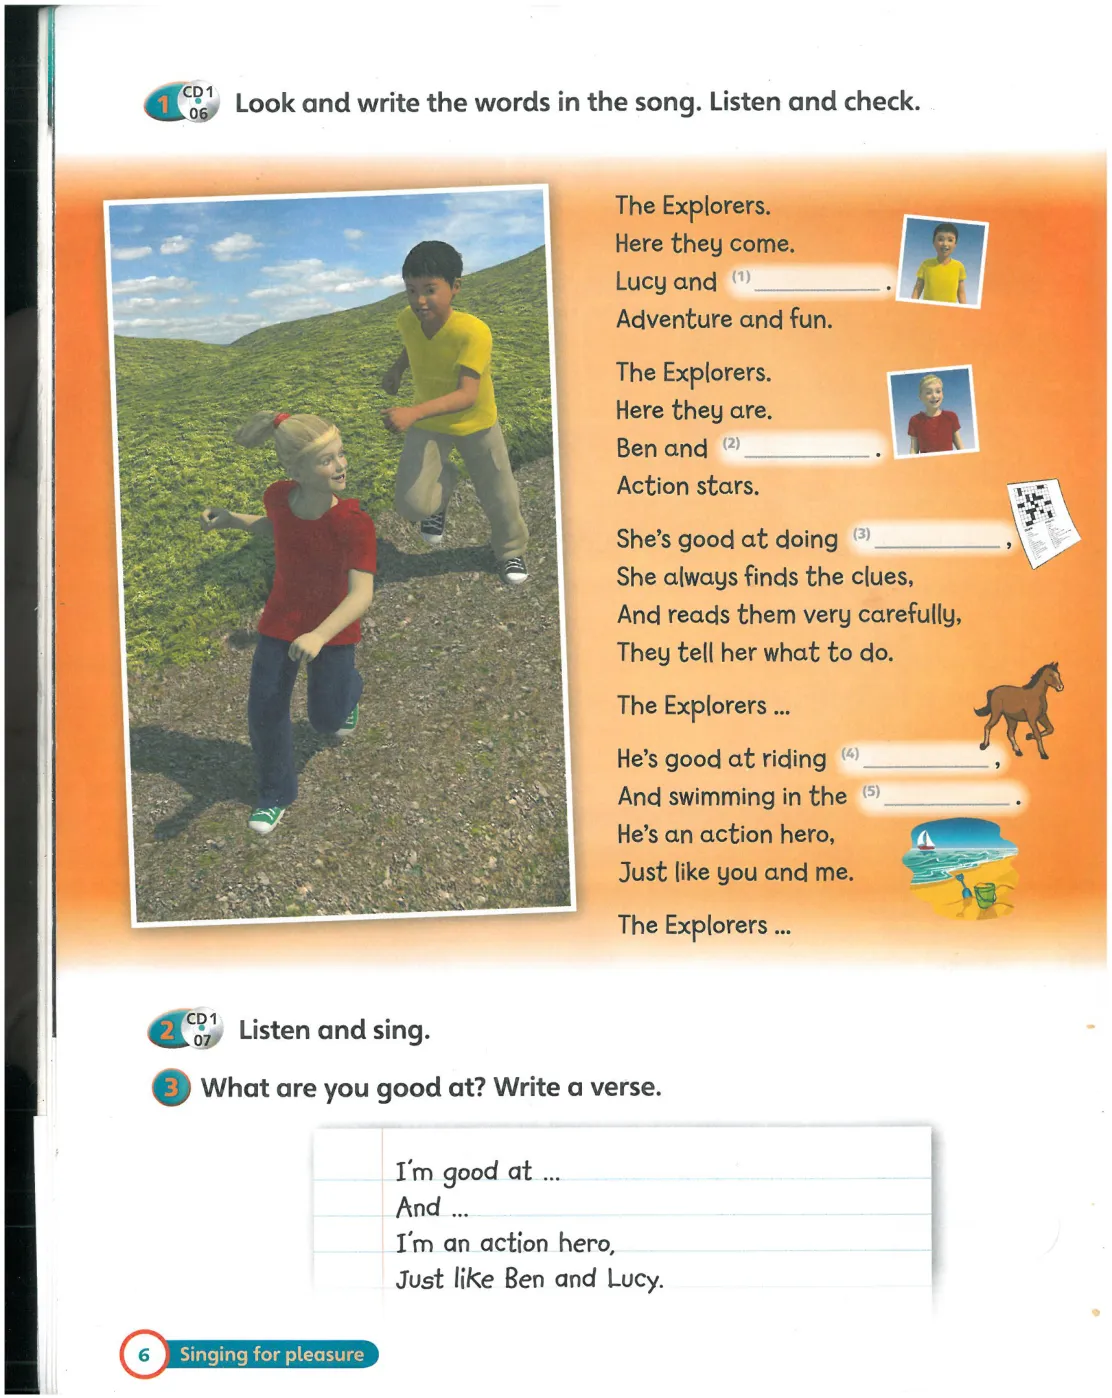 1 CD1 06 Look and write the words in the song. Listen and check.
The Explorers.
Here they come.
Lucy and (1) ____________ .
Adventure and fun.
The Explorers.
Here they are.
Ben and (2) ____________ .
Action stars.
She's good at doing (3) ____________ ,
She always finds the clues,
And reads them very carefully,
They tell her what to do.
The Explorers ...
He's good at riding (4) ____________ ,
And swimming in the (5) ____________ .
He's an action hero,
Just like you and me.
The Explorers ...
2 CD1 07 Listen and sing.
3 What are you good at? Write a verse.
I'm good at ...
And ...
I'm an action hero,
Just like Ben and Lucy.
6 Singing for pleasure